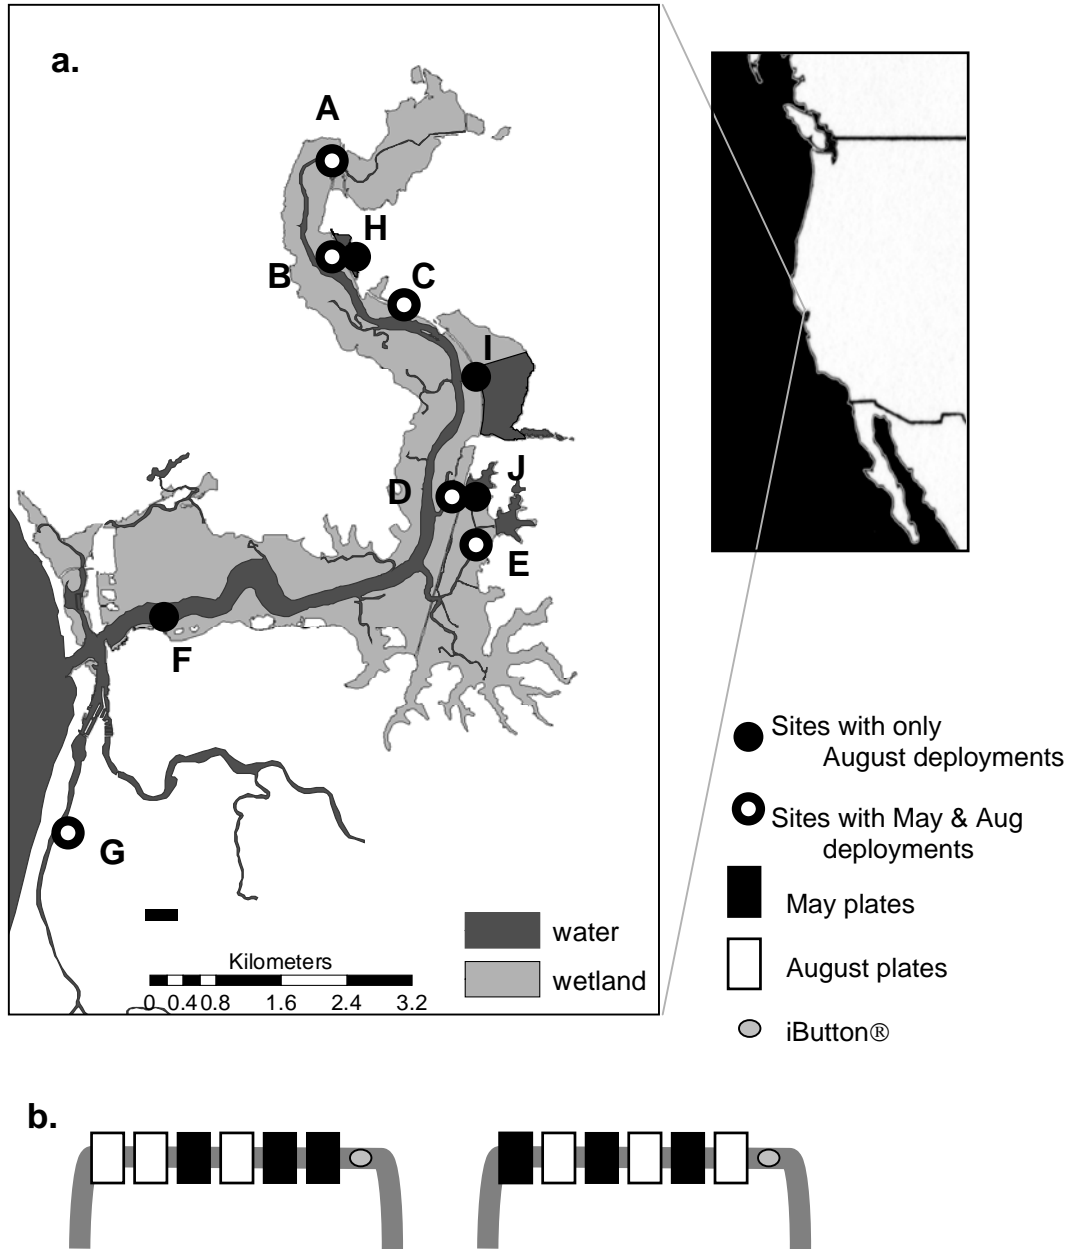 a.
A
H
B
C
I
J
D
E
F
G
Kilometers
0 0.4 0.8 1.6 2.4 3.2
water
wetland
Sites with only
August deployments
Sites with May & Aug
deployments
May plates
August plates
iButton®
b.